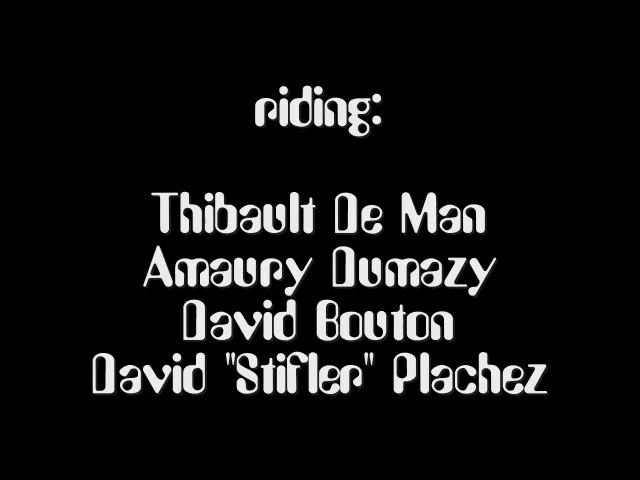 riding:
Thibault De Man
Amaury Dumazy
David Bouton
David "Stifler" Plachez